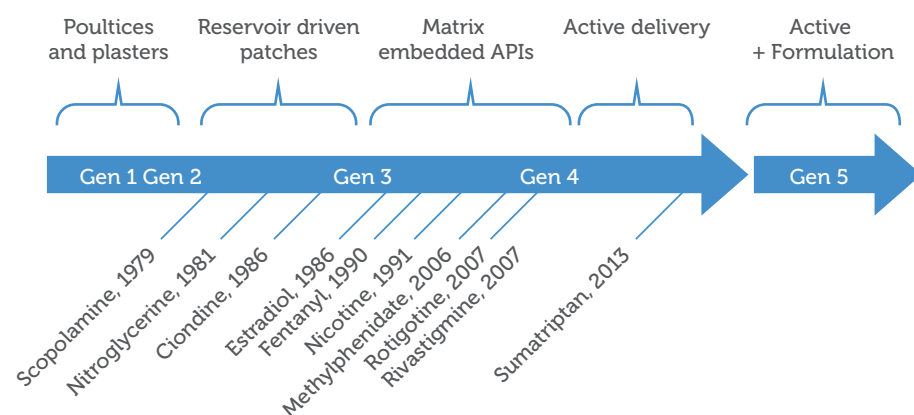 Poultices
and plasters
Reservoir driven
patches
Matrix
embedded APIs
Active delivery
Active
+ Formulation
Gen 1 Gen 2
Gen 3
Gen 4
Gen 5
Scopolamine, 1979
Nitroglycerine, 1981
Ciondine, 1986
Estradiol, 1986
Fentanyl, 1990
Nicotine, 1991
Methylphenidate, 2006
Rotigotine, 2007
Rivastigmine, 2007
Sumatriptan, 2013